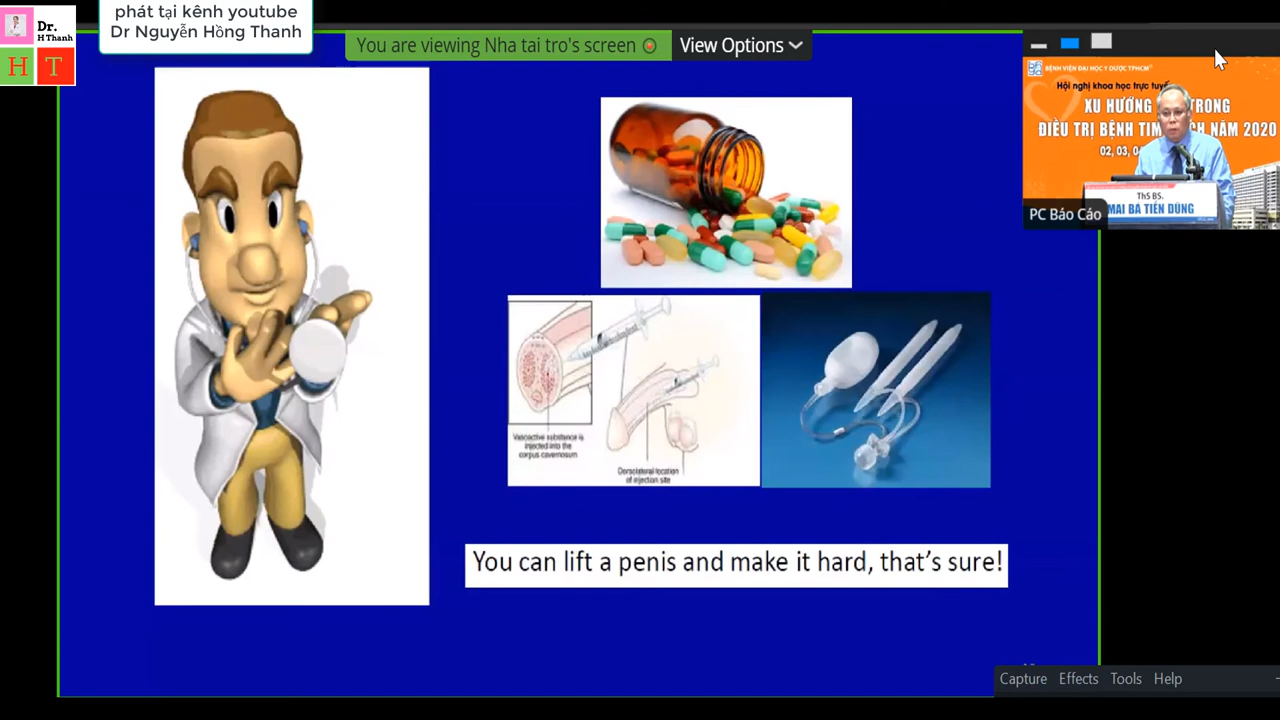 phát tại kênh youtube
Dr Nguyễn Hồng Thanh
Dr.
H Thanh
H T
You are viewing Nha tai tro's screen
View Options
BỆNH VIỆN ĐẠI HỌC Y DƯỢC TPHCM
Hội nghị khoa học trực tuyến
XU HƯỚNG TRONG
ĐIỀU TRỊ BỆNH TIM NĂM 2020
02, 03,
ThS BS.
MAI BÁ TIẾN DŨNG
PC Báo Cáo
Vasoactive substance is
injected into the
corpus cavernosum
Dorsolateral location
of injection site
You can lift a penis and make it hard, that's sure!
Capture Effects Tools Help